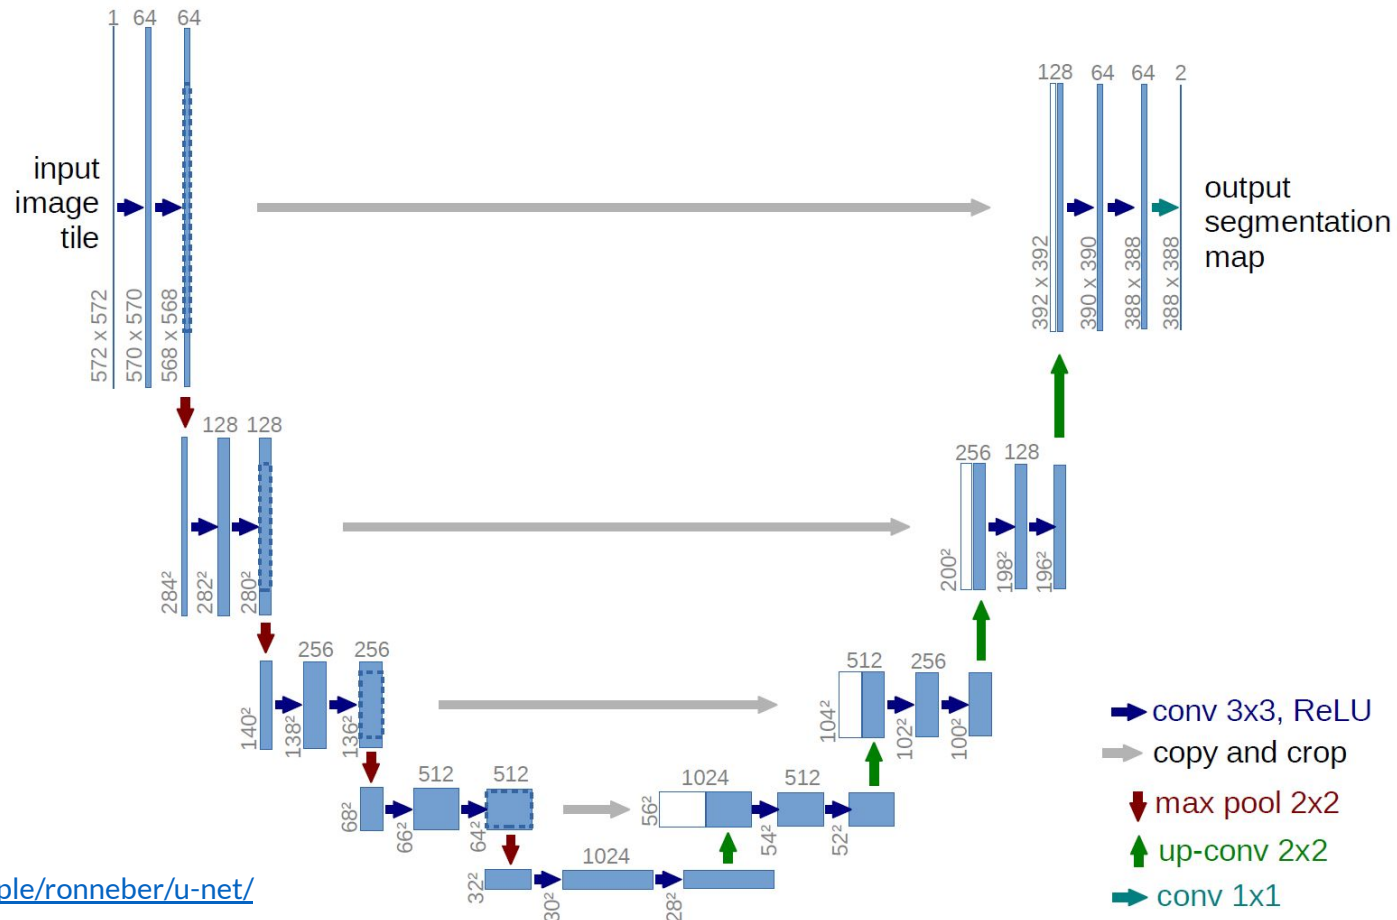 1 64 64
128 64 64 2
input
image
tile
output
segmentation
map
572 x 572
570 x 570
568 x 568
392 x 392
390 x 390
388 x 388
388 x 388
128 128
256 128
284²
282²
280²
200²
198²
196²
256 256
512 256
140²
138²
136²
104²
102²
100²
512 512
1024 512
68²
66²
64²
56²
54²
52²
1024
32²
30²
28²
conv 3x3, ReLU
copy and crop
max pool 2x2
up-conv 2x2
conv 1x1
ple/ronneber/u-net/